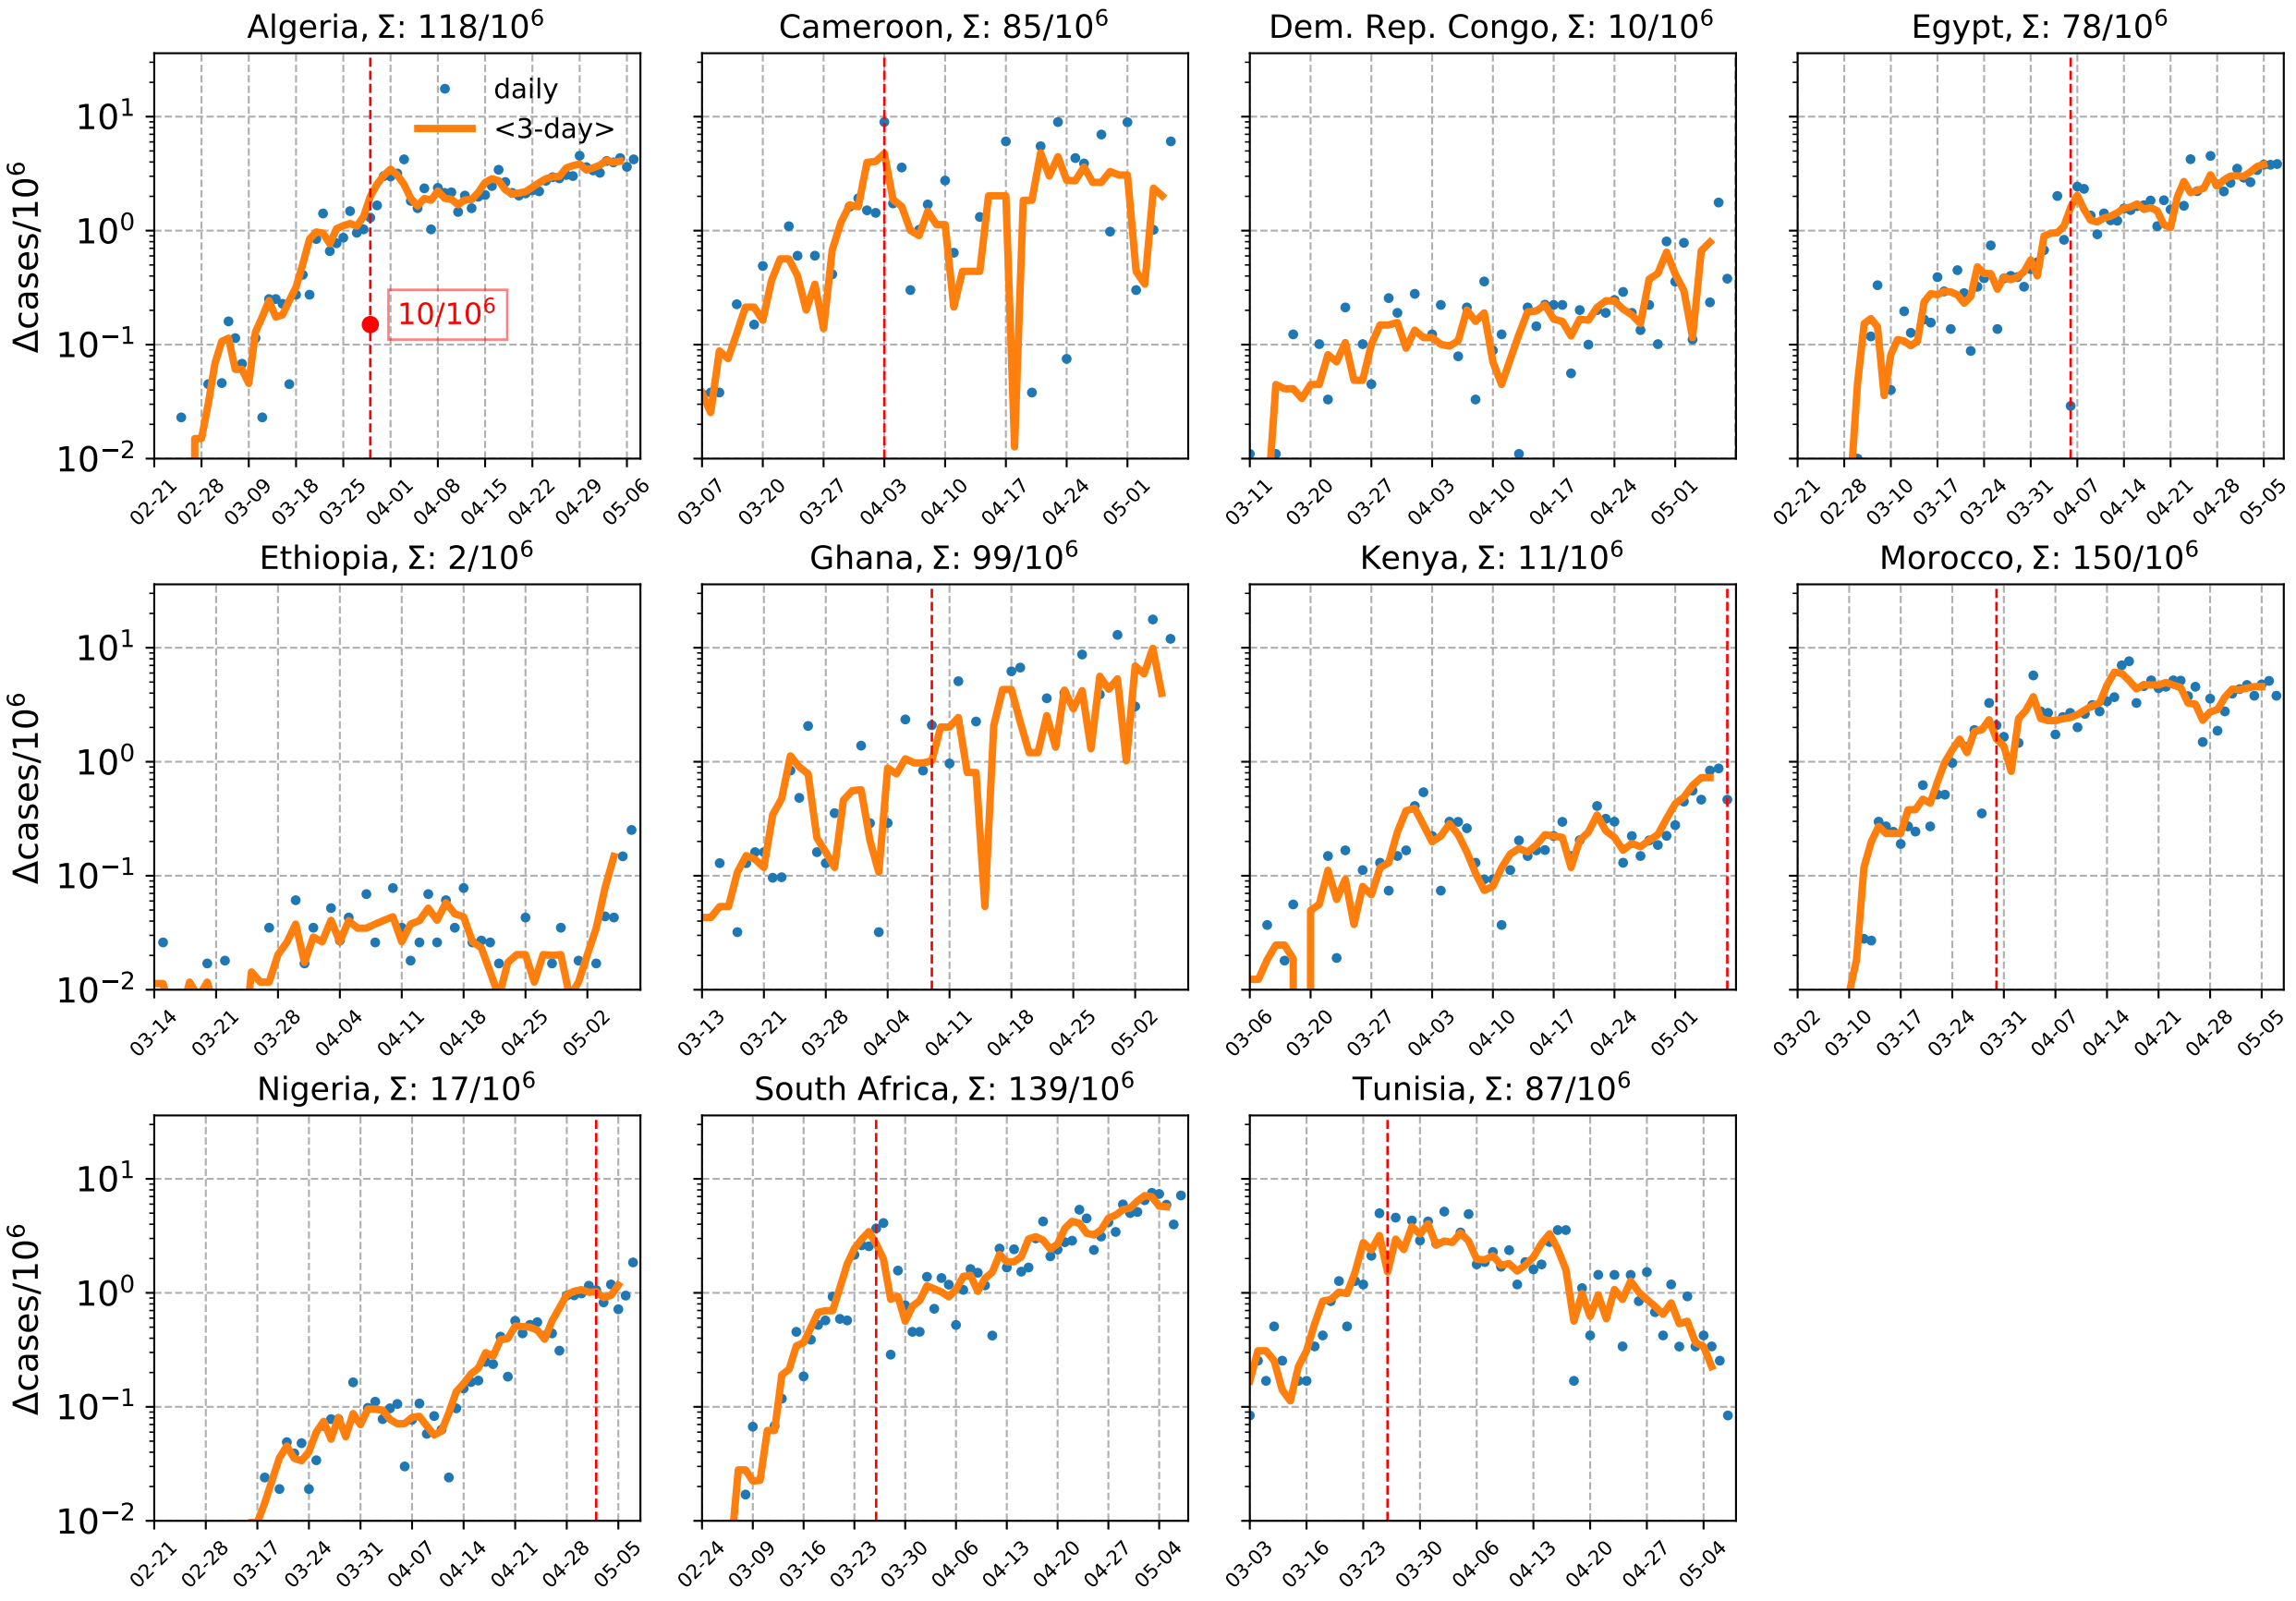 Algeria, Σ: 118/10⁶
Cameroon, Σ: 85/10⁶
Dem. Rep. Congo, Σ: 10/10⁶
Egypt, Σ: 78/10⁶
Δcases/10⁶
10¹
10⁰
10⁻¹
10⁻²
daily
<3-day>
10/10⁶
02-21 02-28 03-09 03-18 03-25 04-01 04-08 04-15 04-22 04-29 05-06
03-07 03-20 03-27 04-03 04-10 04-17 04-24 05-01
03-11 03-20 03-27 04-03 04-10 04-17 04-24 05-01
02-21 02-28 03-10 03-17 03-24 03-31 04-07 04-14 04-21 04-28 05-05
Ethiopia, Σ: 2/10⁶
Ghana, Σ: 99/10⁶
Kenya, Σ: 11/10⁶
Morocco, Σ: 150/10⁶
Δcases/10⁶
10¹
10⁰
10⁻¹
10⁻²
03-14 03-21 03-28 04-04 04-11 04-18 04-25 05-02
03-13 03-21 03-28 04-04 04-11 04-18 04-25 05-02
03-06 03-20 03-27 04-03 04-10 04-17 04-24 05-01
03-02 03-10 03-17 03-24 03-31 04-07 04-14 04-21 04-28 05-05
Nigeria, Σ: 17/10⁶
South Africa, Σ: 139/10⁶
Tunisia, Σ: 87/10⁶
Δcases/10⁶
10¹
10⁰
10⁻¹
10⁻²
02-21 02-28 03-17 03-24 03-31 04-07 04-14 04-21 04-28 05-05
02-24 03-09 03-16 03-23 03-30 04-06 04-13 04-20 04-27 05-04
03-03 03-16 03-23 03-30 04-06 04-13 04-20 04-27 05-04